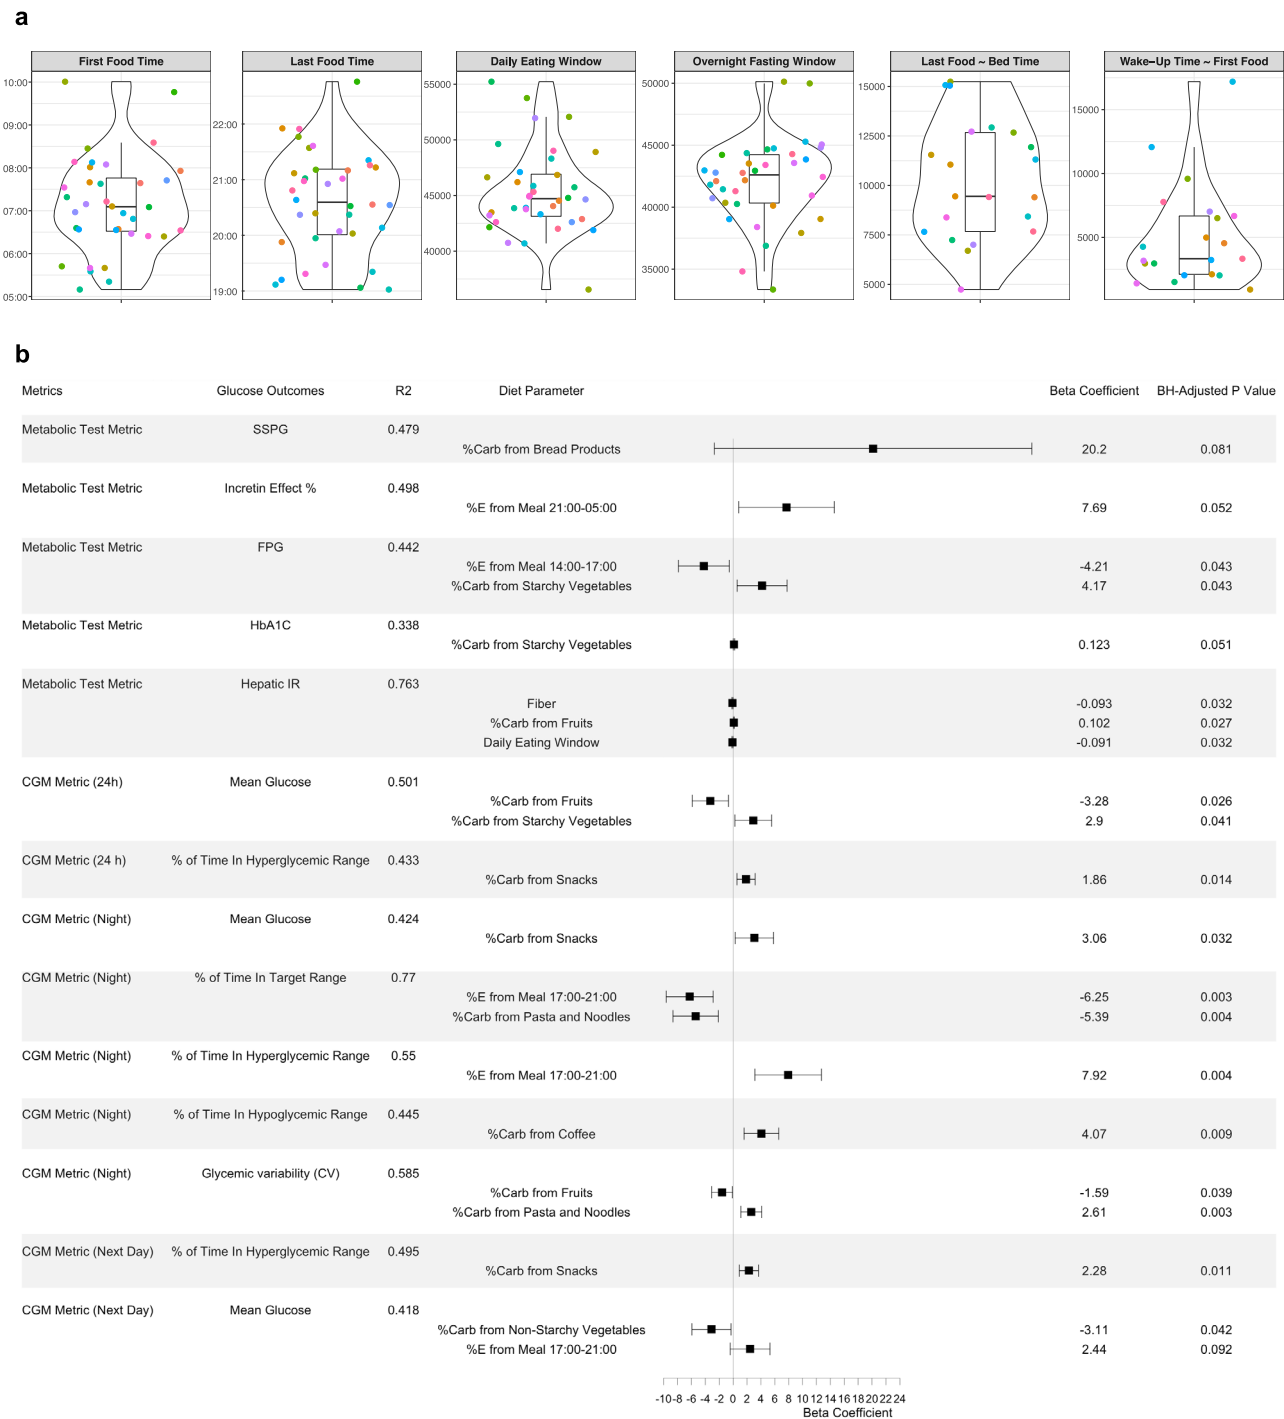 a
First Food Time
Last Food Time
Daily Eating Window
Overnight Fasting Window
Last Food ~ Bed Time
Wake−Up Time ~ First Food
10:00
09:00
08:00
07:00
06:00
05:00
22:00
21:00
20:00
19:00
55000
50000
45000
40000
50000
45000
40000
35000
15000
12500
10000
7500
5000
15000
10000
5000
b
Metrics Glucose Outcomes R2 Diet Parameter Beta Coefficient BH-Adjusted P Value
Metabolic Test Metric SSPG 0.479
%Carb from Bread Products 20.2 0.081
Metabolic Test Metric Incretin Effect % 0.498
%E from Meal 21:00-05:00 7.69 0.052
Metabolic Test Metric FPG 0.442
%E from Meal 14:00-17:00 -4.21 0.043
%Carb from Starchy Vegetables 4.17 0.043
Metabolic Test Metric HbA1C 0.338
%Carb from Starchy Vegetables 0.123 0.051
Metabolic Test Metric Hepatic IR 0.763
Fiber -0.093 0.032
%Carb from Fruits 0.102 0.027
Daily Eating Window -0.091 0.032
CGM Metric (24h) Mean Glucose 0.501
%Carb from Fruits -3.28 0.026
%Carb from Starchy Vegetables 2.9 0.041
CGM Metric (24 h) % of Time In Hyperglycemic Range 0.433
%Carb from Snacks 1.86 0.014
CGM Metric (Night) Mean Glucose 0.424
%Carb from Snacks 3.06 0.032
CGM Metric (Night) % of Time In Target Range 0.77
%E from Meal 17:00-21:00 -6.25 0.003
%Carb from Pasta and Noodles -5.39 0.004
CGM Metric (Night) % of Time In Hyperglycemic Range 0.55
%E from Meal 17:00-21:00 7.92 0.004
CGM Metric (Night) % of Time In Hypoglycemic Range 0.445
%Carb from Coffee 4.07 0.009
CGM Metric (Night) Glycemic variability (CV) 0.585
%Carb from Fruits -1.59 0.039
%Carb from Pasta and Noodles 2.61 0.003
CGM Metric (Next Day) % of Time In Hyperglycemic Range 0.495
%Carb from Snacks 2.28 0.011
CGM Metric (Next Day) Mean Glucose 0.418
%Carb from Non-Starchy Vegetables -3.11 0.042
%E from Meal 17:00-21:00 2.44 0.092
-10 -8 -6 -4 -2 0 2 4 6 8 10 12 14 16 18 20 22 24
Beta Coefficient